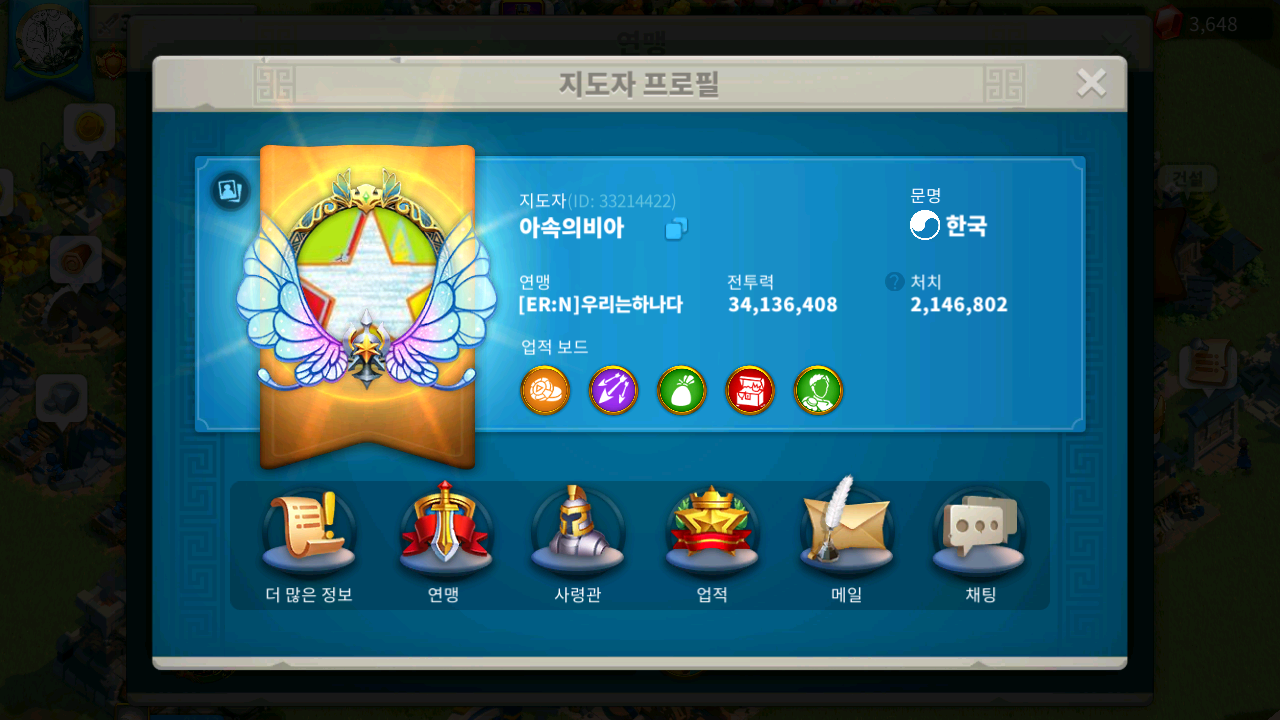 연맹
3,648
지도자 프로필
건설
지도자(ID: 33214422)
아속의비아
문명
한국
연맹
[ER:N]우리는하나다
전투력
34,136,408
? 처치
2,146,802
업적 보드
더 많은 정보
연맹
사령관
업적
메일
채팅